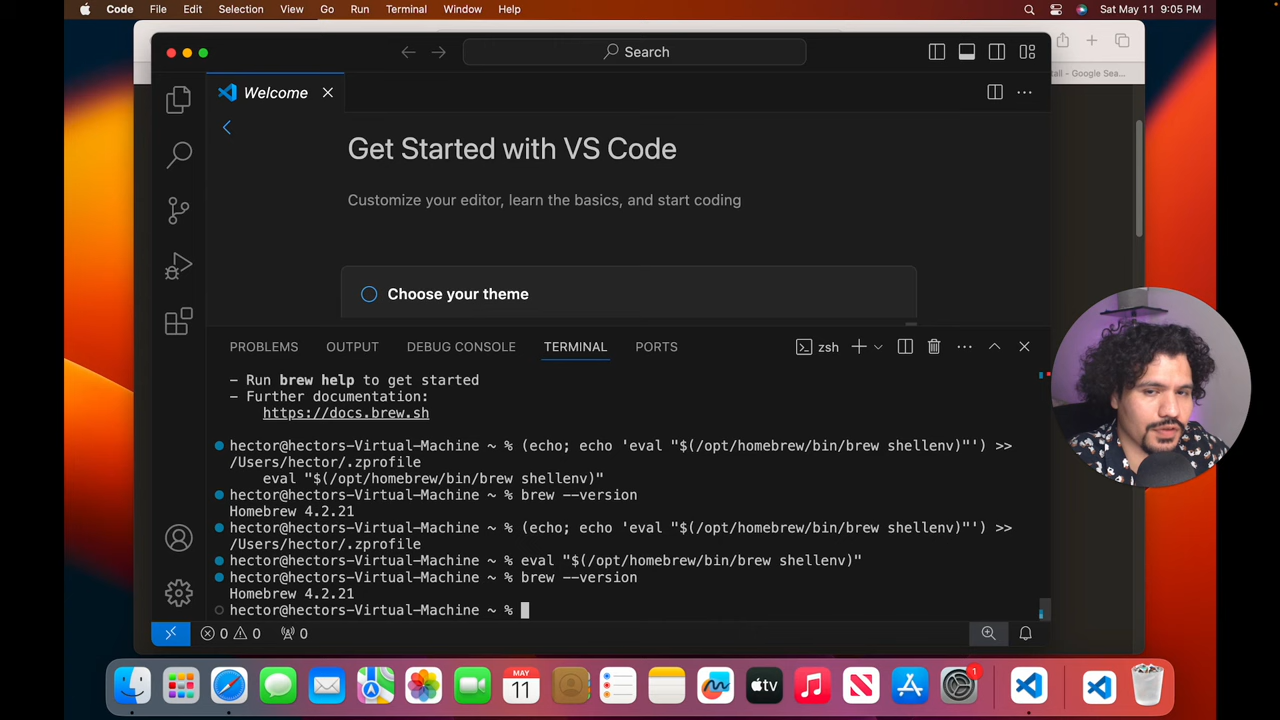 Code File Edit Selection View Go Run Terminal Window Help Sat May 11 9:05 PM
Search
all - Google Sea...
Welcome
Get Started with VS Code
Customize your editor, learn the basics, and start coding
Choose your theme
PROBLEMS OUTPUT DEBUG CONSOLE TERMINAL PORTS zsh
- Run brew help to get started
- Further documentation:
https://docs.brew.sh
hector@hectors-Virtual-Machine ~ % (echo; echo 'eval "$(/opt/homebrew/bin/brew shellenv)"') >>
/Users/hector/.zprofile
eval "$(/opt/homebrew/bin/brew shellenv)"
hector@hectors-Virtual-Machine ~ % brew --version
Homebrew 4.2.21
hector@hectors-Virtual-Machine ~ % (echo; echo 'eval "$(/opt/homebrew/bin/brew shellenv)"') >>
/Users/hector/.zprofile
hector@hectors-Virtual-Machine ~ % eval "$(/opt/homebrew/bin/brew shellenv)"
hector@hectors-Virtual-Machine ~ % brew --version
Homebrew 4.2.21
hector@hectors-Virtual-Machine ~ %
0 0 0
MAY
11
tv
1